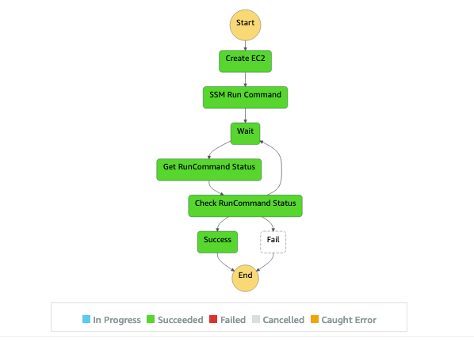 Start
Create EC2
SSM Run Command
Wait
Get RunCommand Status
Check RunCommand Status
Success
Fail
End
In Progress Succeeded Failed Cancelled Caught Error